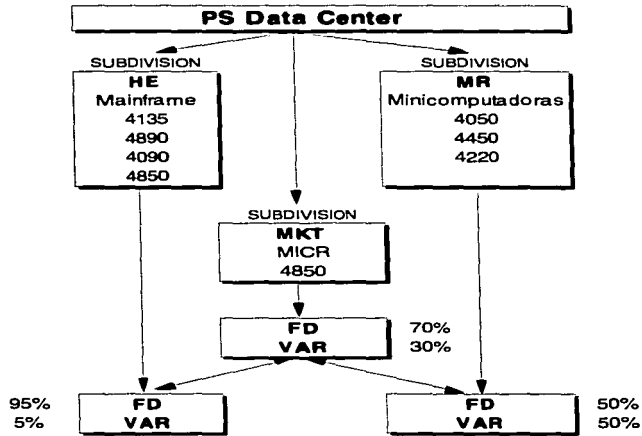 PS Data Center
SUBDIVISION
HE
Mainframe
4135
4890
4090
4850
SUBDIVISION
MR
Minicomputadoras
4050
4450
4220
SUBDIVISION
MKT
MICR
4850
FD 70%
VAR 30%
95% FD
5% VAR
FD 50%
VAR 50%